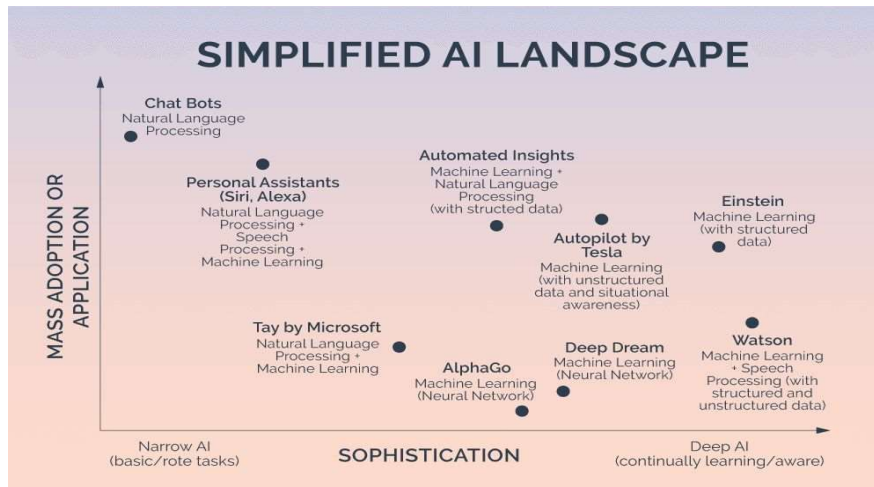 SIMPLIFIED AI LANDSCAPE
MASS ADOPTION OR
APPLICATION
Chat Bots
Natural Language
Processing
Personal Assistants
(Siri, Alexa)
Natural Language
Processing +
Speech
Processing +
Machine Learning
Automated Insights
Machine Learning +
Natural Language
Processing
(with structed data)
Autopilot by
Tesla
Machine Learning
(with unstructured
data and situational
awareness)
Einstein
Machine Learning
(with structured
data)
Tay by Microsoft
Natural Language
Processing +
Machine Learning
AlphaGo
Machine Learning
(Neural Network)
Deep Dream
Machine Learning
(Neural Network)
Watson
Machine Learning
+ Speech
Processing (with
structured and
unstructured data)
Narrow AI
(basic/rote tasks)
SOPHISTICATION
Deep AI
(continually learning/aware)